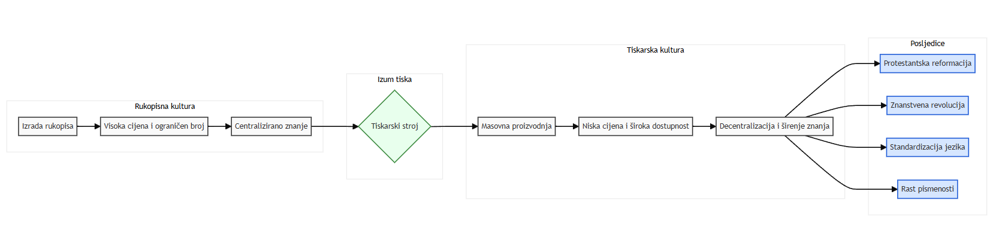 Rukopisna kultura
Izrada rukopisa
Visoka cijena i ograničen broj
Centralizirano znanje
Izum tiska
Tiskarski stroj
Tiskarska kultura
Masovna proizvodnja
Niska cijena i široka dostupnost
Decentralizacija i širenje znanja
Posljedice
Protestantska reformacija
Znanstvena revolucija
Standardizacija jezika
Rast pismenosti